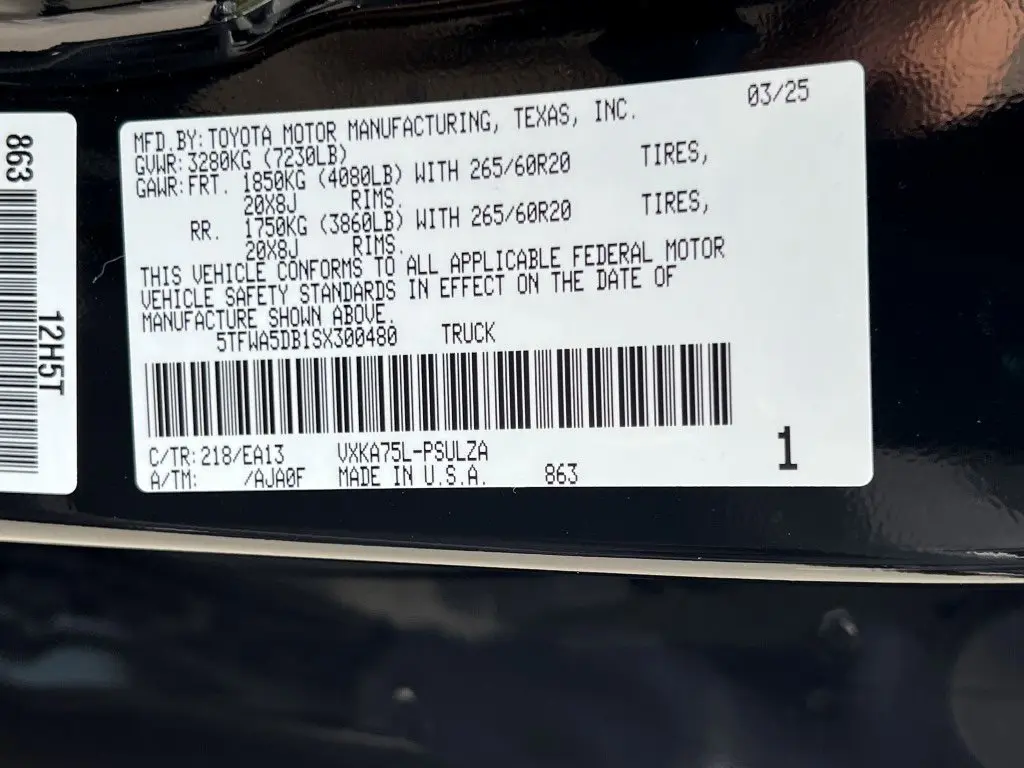 863
12H5T
MFD.BY: TOYOTA MOTOR MANUFACTURING, TEXAS, INC. 03/25
GVWR: 3280KG (7230LB)
GAWR: FRT. 1850KG (4080LB) WITH 265/60R20 TIRES,
20X8J RIMS.
RR. 1750KG (3860LB) WITH 265/60R20 TIRES,
20X8J RIMS.
THIS VEHICLE CONFORMS TO ALL APPLICABLE FEDERAL MOTOR
VEHICLE SAFETY STANDARDS IN EFFECT ON THE DATE OF
MANUFACTURE SHOWN ABOVE.
5TFWA5DB1SX300480 TRUCK
C/TR: 218/EA13 VXKA75L-PSULZA
A/TM: /AJA0F MADE IN U.S.A. 863
1